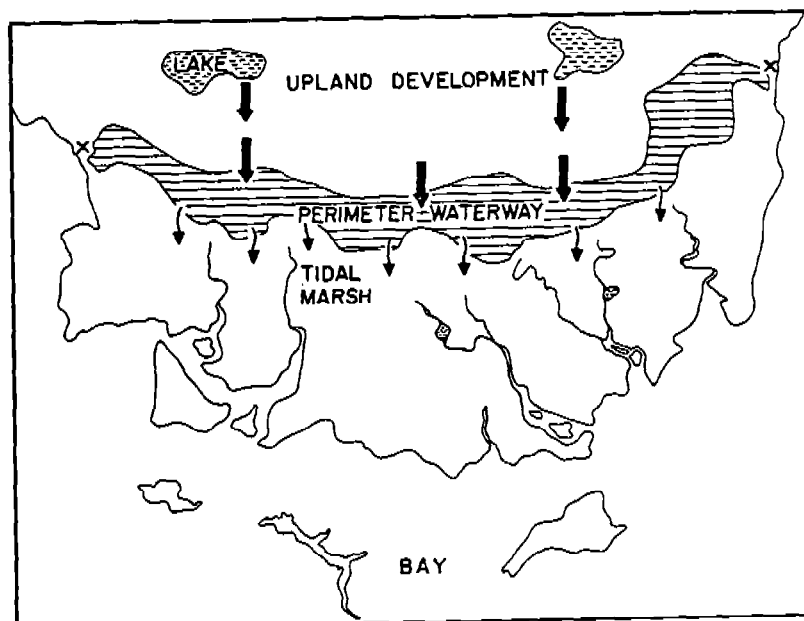 LAKE
UPLAND DEVELOPMENT
X
X
PERIMETER WATERWAY
TIDAL
MARSH
BAY